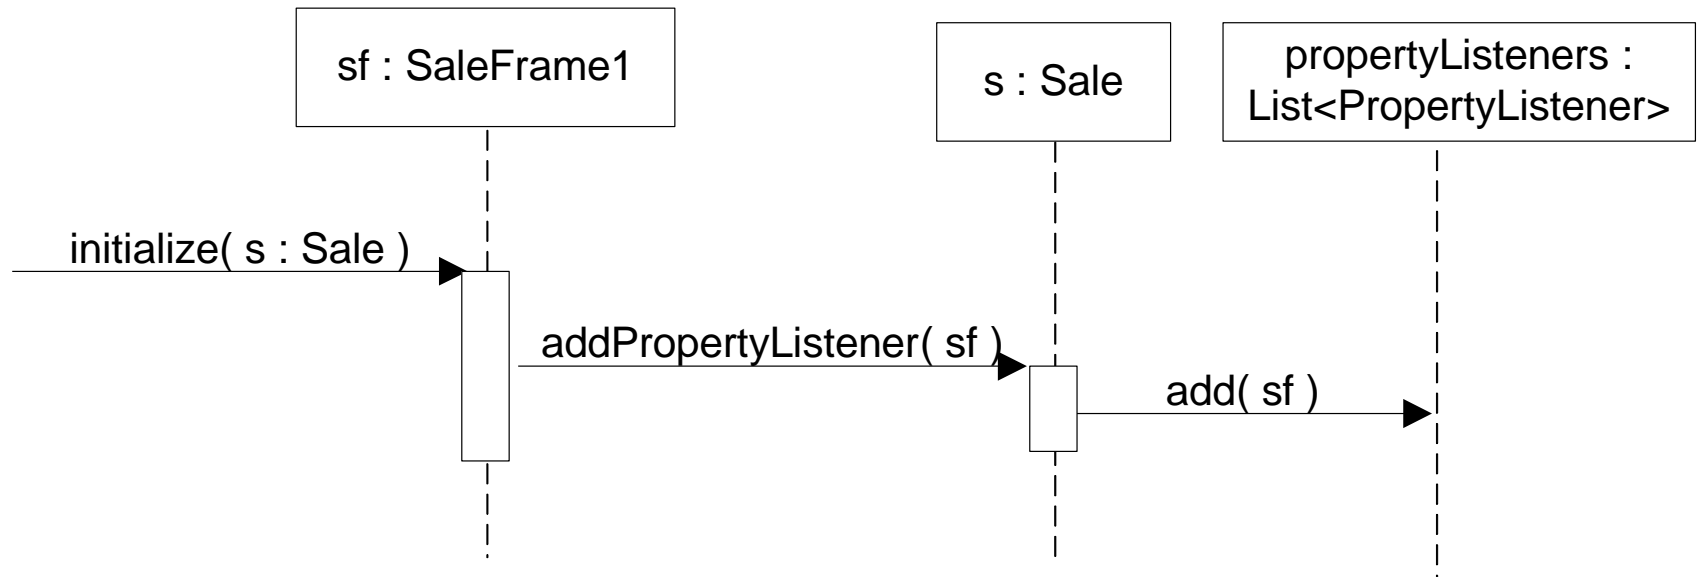 sf : SaleFrame1
s : Sale
propertyListeners :
List<PropertyListener>
initialize( s : Sale )
addPropertyListener( sf )
add( sf )